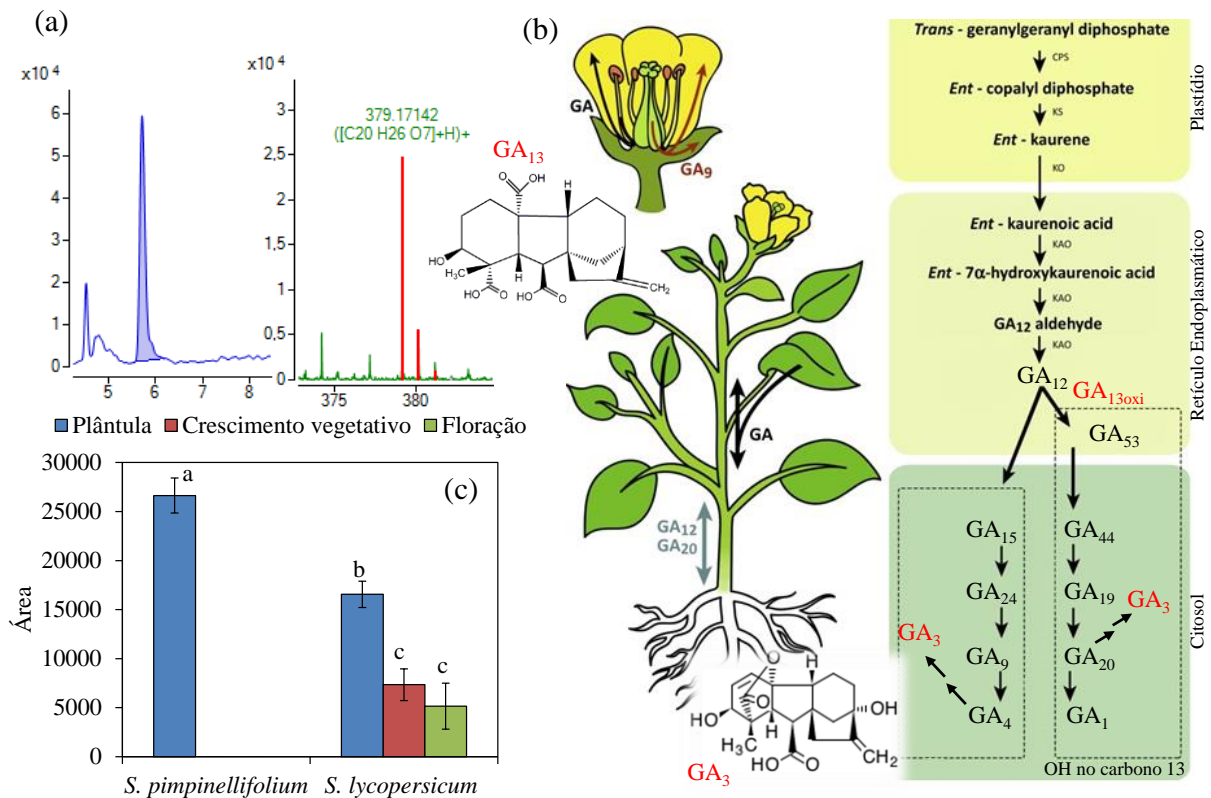 (a)
x10 4
6
5
4
3
2
1
0
5 6 7 8
x10 4
3.5
3
2.5
2
1.5
1
0.5
0
375 380
379.17142
([C20 H26 O7]+H)+
GA13
O
OH
H
HO
H3C
H
H
CH2
HO
O
OH
O
Plântula
Crescimento vegetativo
Floração
(c)
Área
30000
25000
20000
15000
10000
5000
0
a
b
c
c
S. pimpinellifolium
S. lycopersicum
(b)
GA
GA9
GA
GA12
GA20
GA3
O
H
O
HO
OH
H3C
H
HO
O
CH2
Trans - geranylgeranyl diphosphate
CPS
Ent - copalyl diphosphate
KS
Ent - kaurene
KO
Plastídio
Ent - kaurenoic acid
KAO
Ent - 7α-hydroxykaurenoic acid
KAO
GA12 aldehyde
KAO
GA12
GA13oxi
GA53
Retículo Endoplasmático
GA15
GA44
GA24
GA19
GA3
GA3
GA9
GA20
GA4
GA1
Citosol
OH no carbono 13